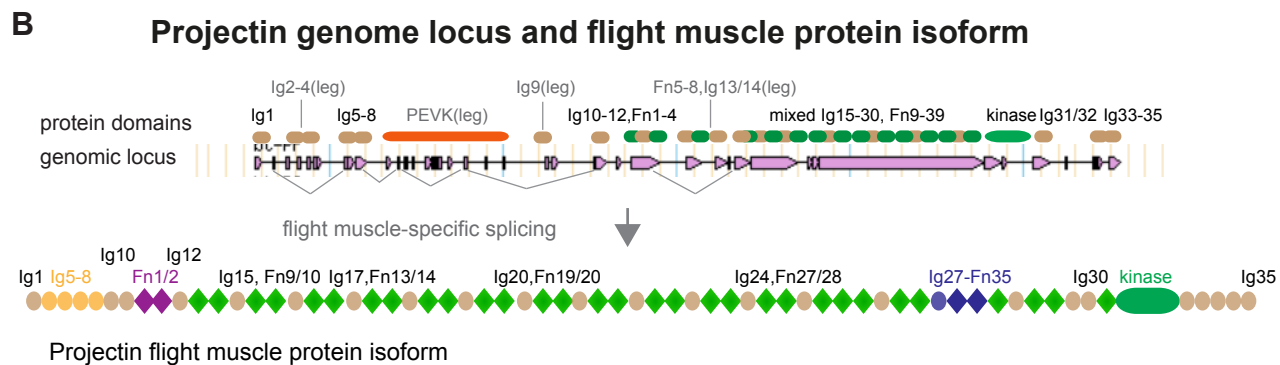 B
Projectin genome locus and flight muscle protein isoform
Ig2-4(leg) Ig9(leg) Fn5-8,Ig13/14(leg)
Ig1 Ig5-8 PEVK(leg) Ig10-12,Fn1-4 mixed Ig15-30, Fn9-39 kinase Ig31/32 Ig33-35
protein domains
genomic locus
flight muscle-specific splicing
Ig10 Ig12
Ig1 Ig5-8 Fn1/2 Ig15, Fn9/10 Ig17,Fn13/14 Ig20,Fn19/20 Ig24,Fn27/28 Ig27-Fn35 Ig30 kinase Ig35
Projectin flight muscle protein isoform